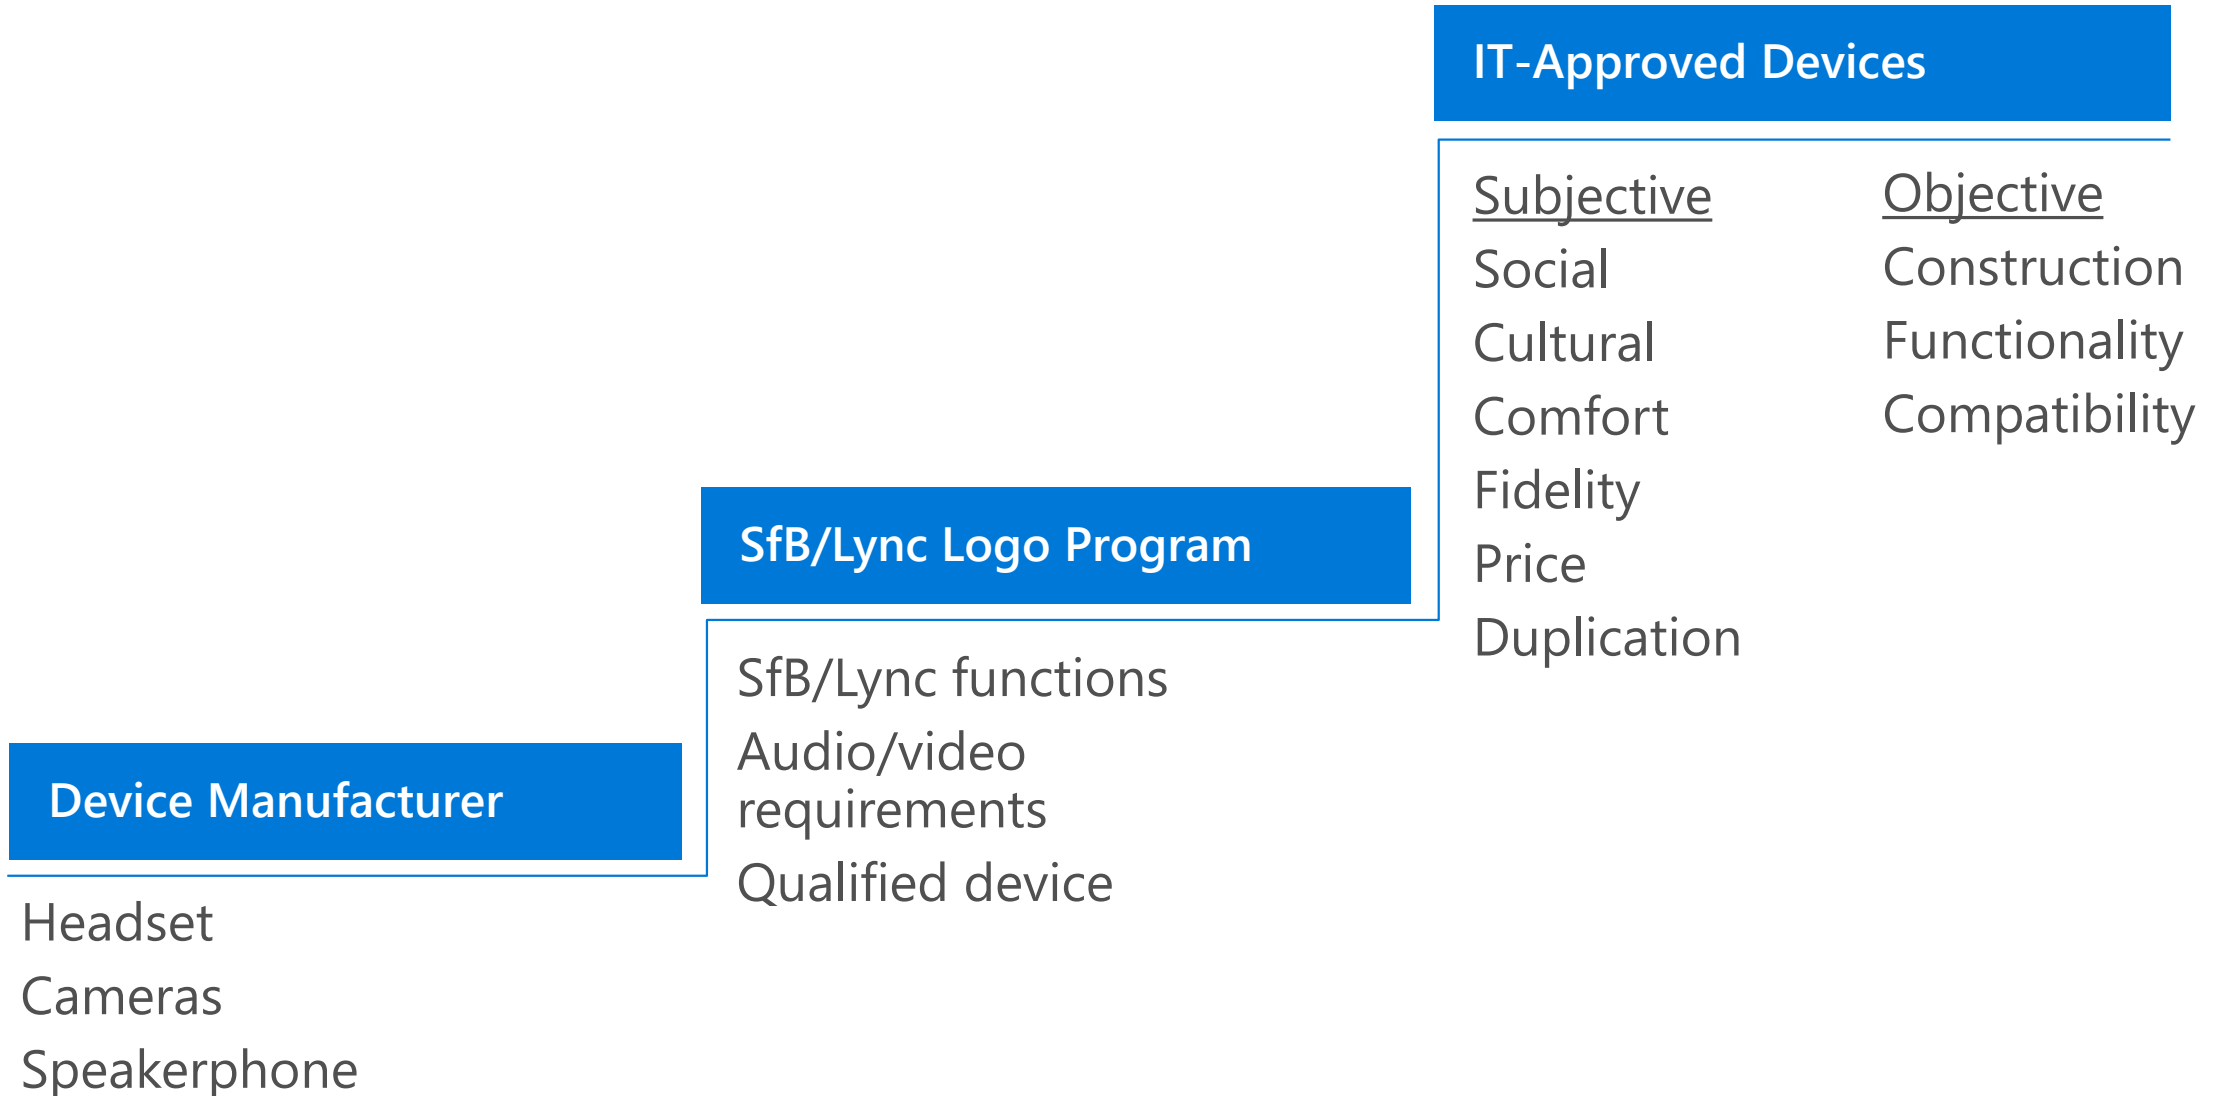 IT-Approved Devices
Subjective
Social
Cultural
Comfort
Fidelity
Price
Duplication
Objective
Construction
Functionality
Compatibility
SfB/Lync Logo Program
SfB/Lync functions
Audio/video
requirements
Qualified device
Device Manufacturer
Headset
Cameras
Speakerphone